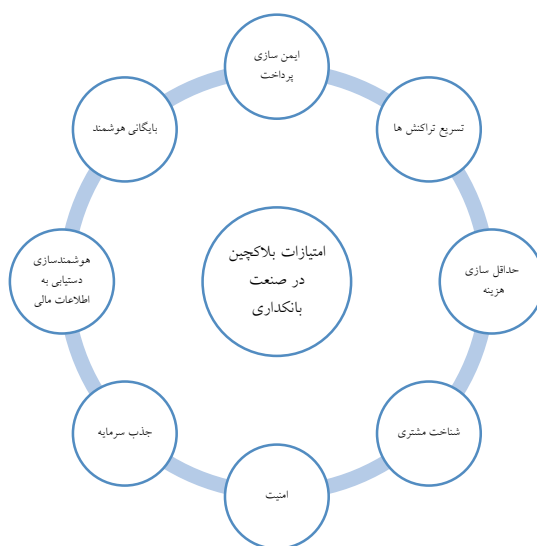 ایمن سازی
پرداخت
تسریع تراکنش ها
حداقل سازی
هزینه
شناخت مشتری
امنیت
جذب سرمایه
هوشمندسازی
دستیابی به
اطلاعات مالی
بایگانی هوشمند
امتیازات بلاکچین
در صنعت
بانکداری